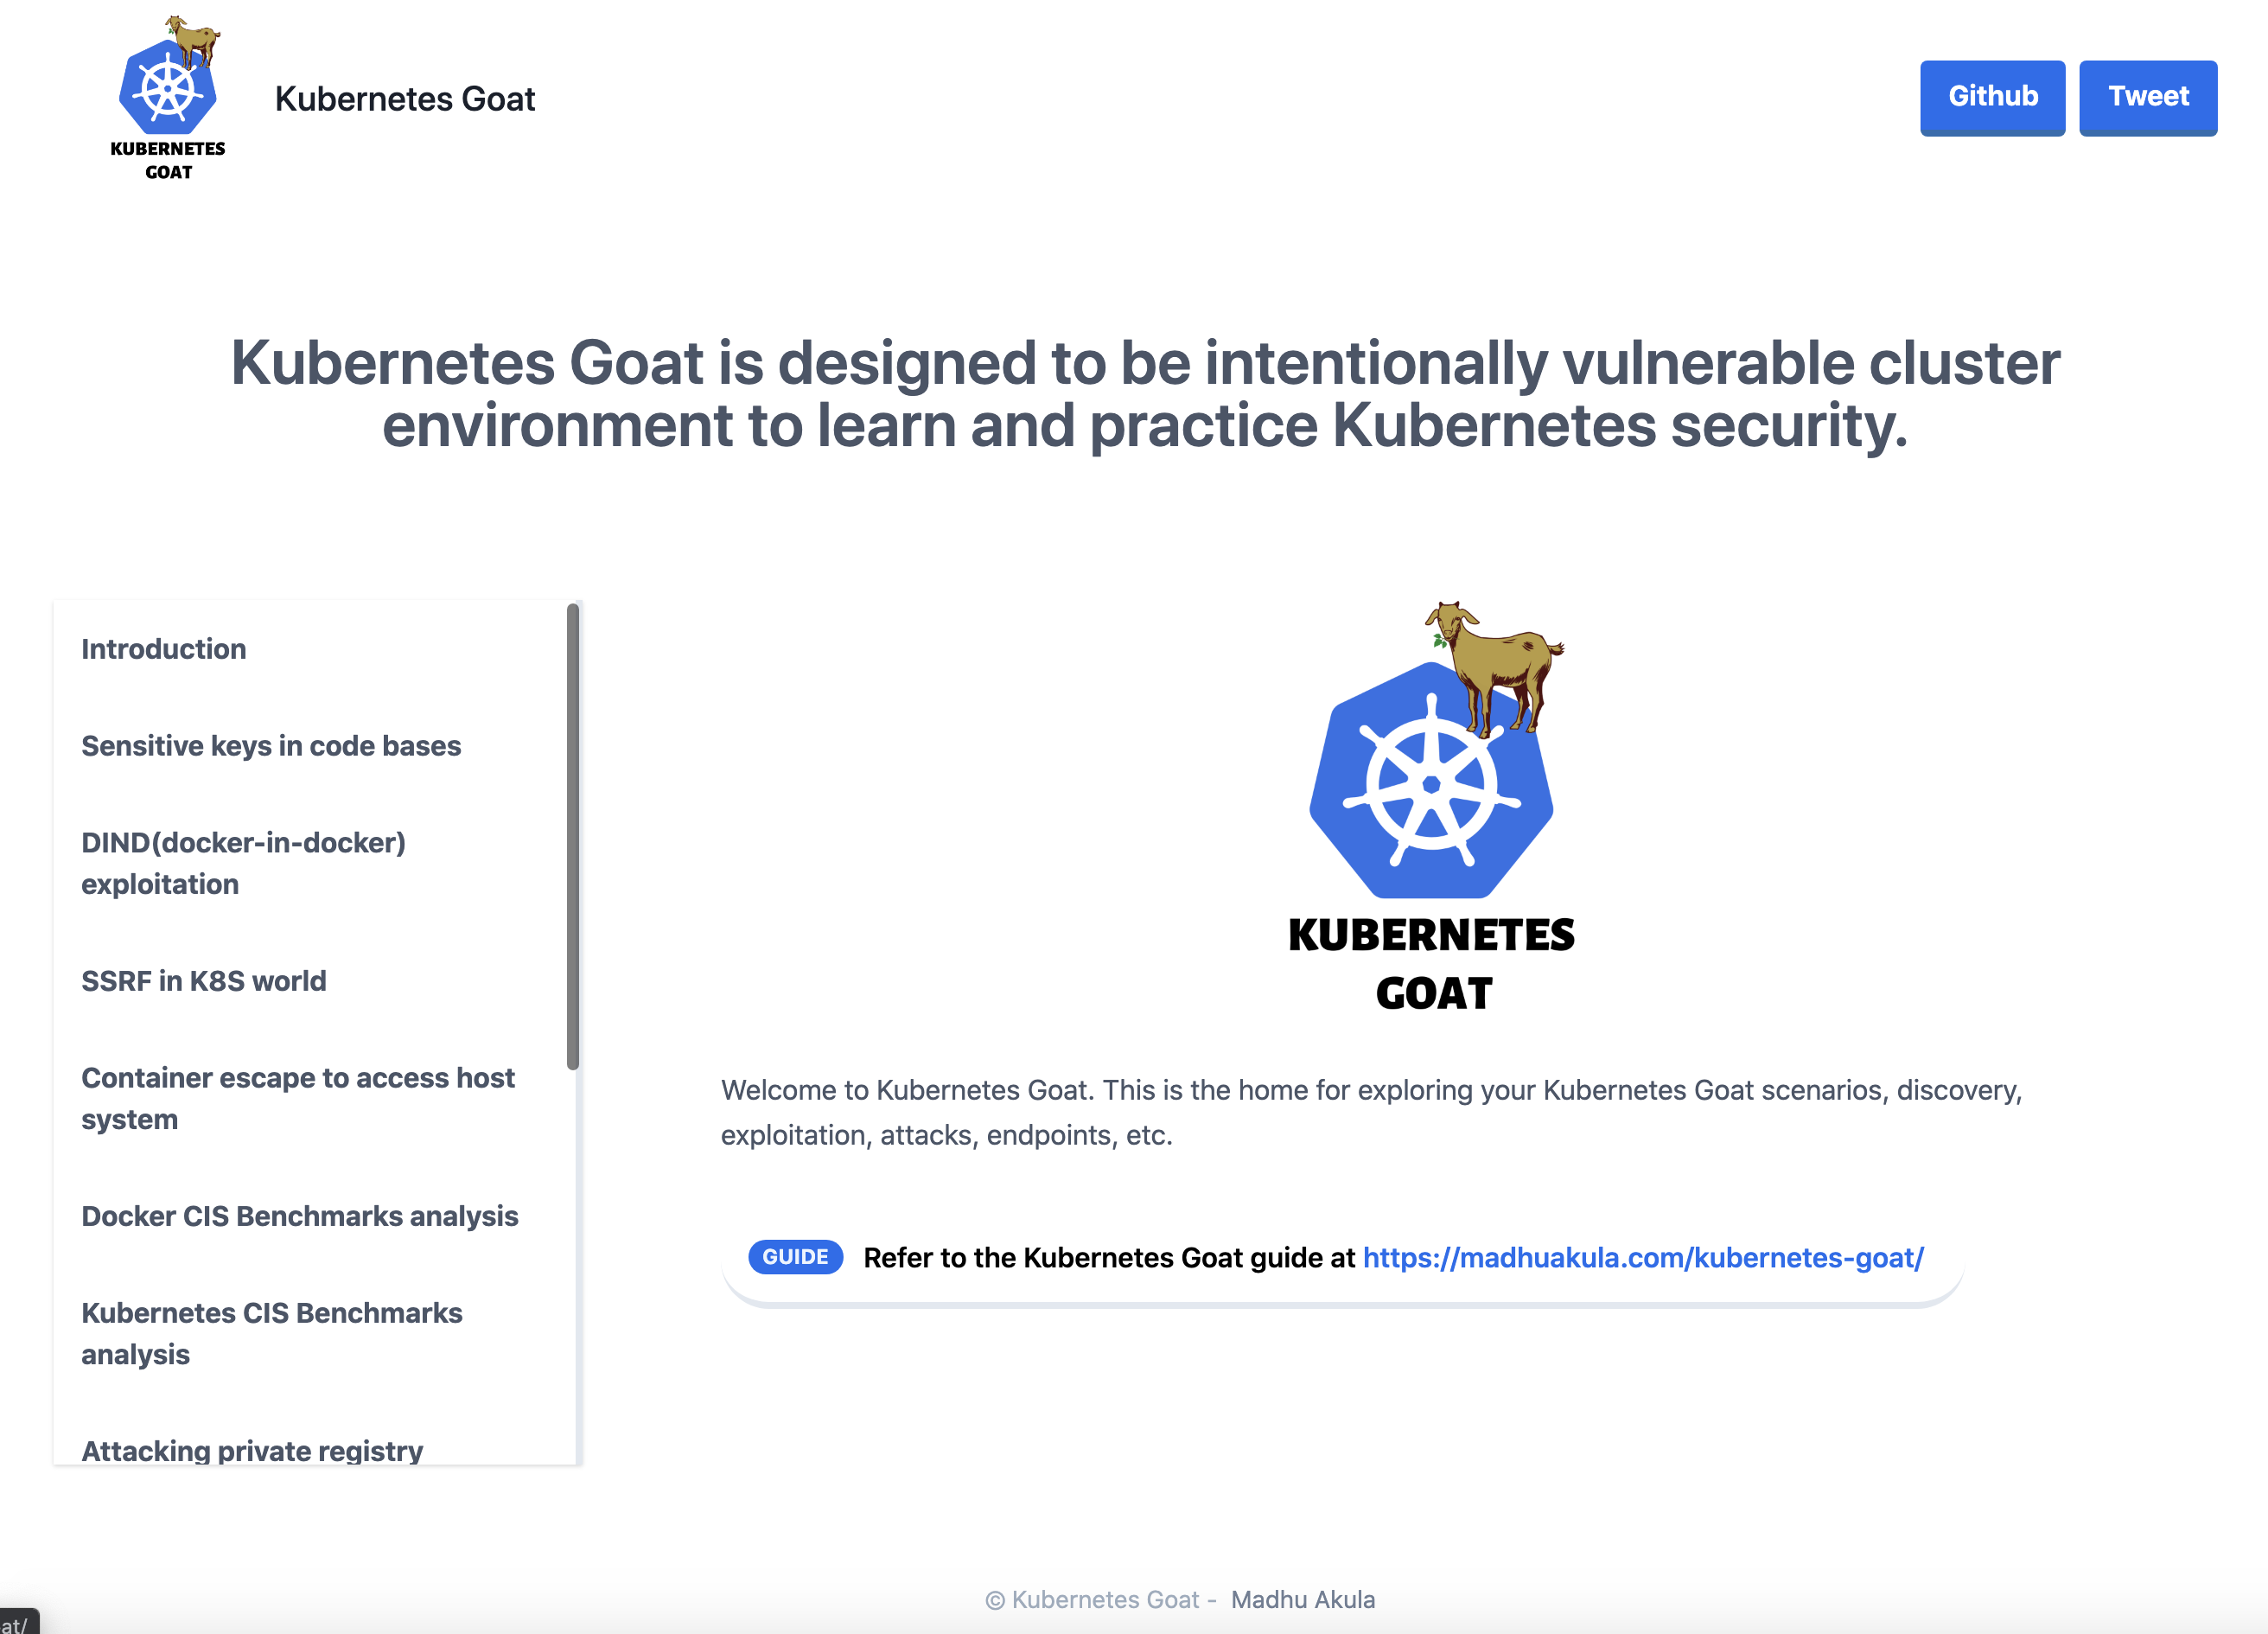 KUBERNETES
GOAT
Kubernetes Goat
Github
Tweet
Kubernetes Goat is designed to be intentionally vulnerable cluster
environment to learn and practice Kubernetes security.
Introduction
Sensitive keys in code bases
DIND(docker-in-docker)
exploitation
SSRF in K8S world
Container escape to access host
system
Docker CIS Benchmarks analysis
Kubernetes CIS Benchmarks
analysis
Attacking private registry
KUBERNETES
GOAT
Welcome to Kubernetes Goat. This is the home for exploring your Kubernetes Goat scenarios, discovery,
exploitation, attacks, endpoints, etc.
GUIDE Refer to the Kubernetes Goat guide at https://madhuakula.com/kubernetes-goat/
© Kubernetes Goat - Madhu Akula
at/